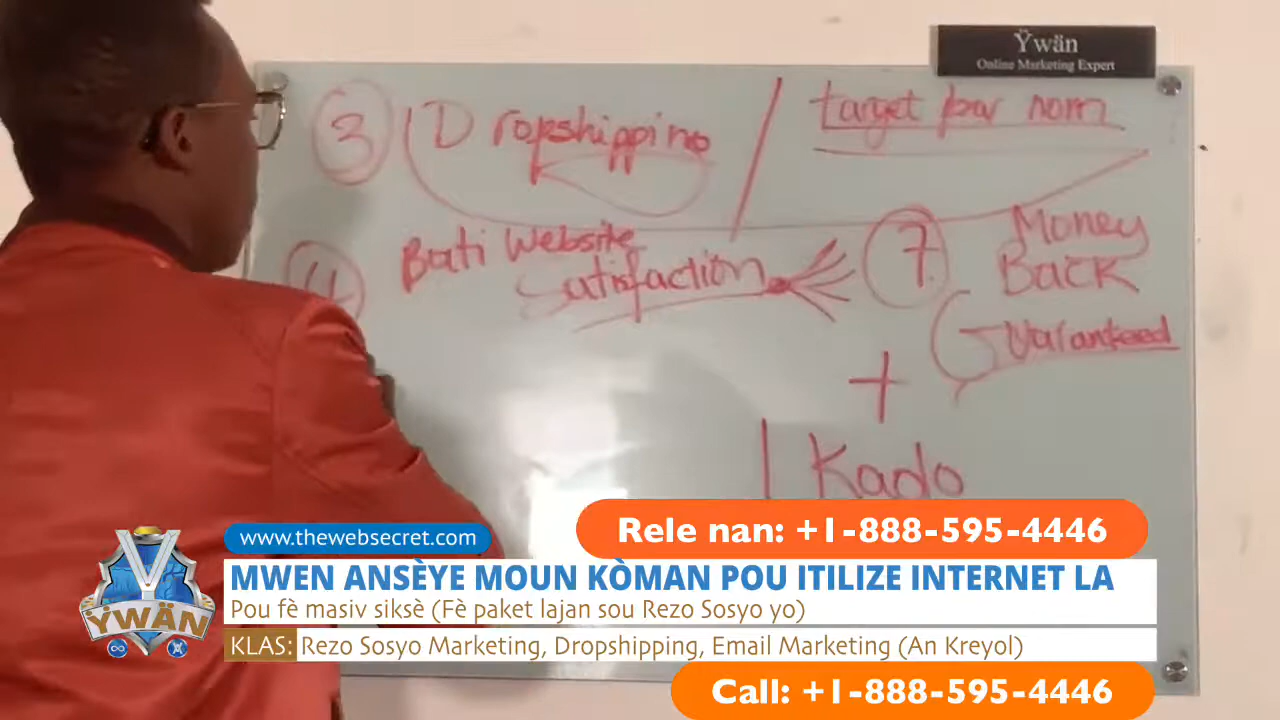 Ÿwän
Online Marketing Expert
3 Dropshipping / target par nom
4 Bati Website
Satisfaction
7 Money
Back
Guaranteed
+
Kado
www.thewebsecret.com
Rele nan: +1-888-595-4446
MWEN ANSÈYE MOUN KÒMAN POU ITILIZE INTERNET LA
Pou fè masiv siksè (Fè paket lajan sou Rezo Sosyo yo)
KLAS: Rezo Sosyo Marketing, Dropshipping, Email Marketing (An Kreyol)
Call: +1-888-595-4446
Y
ŸWÄN